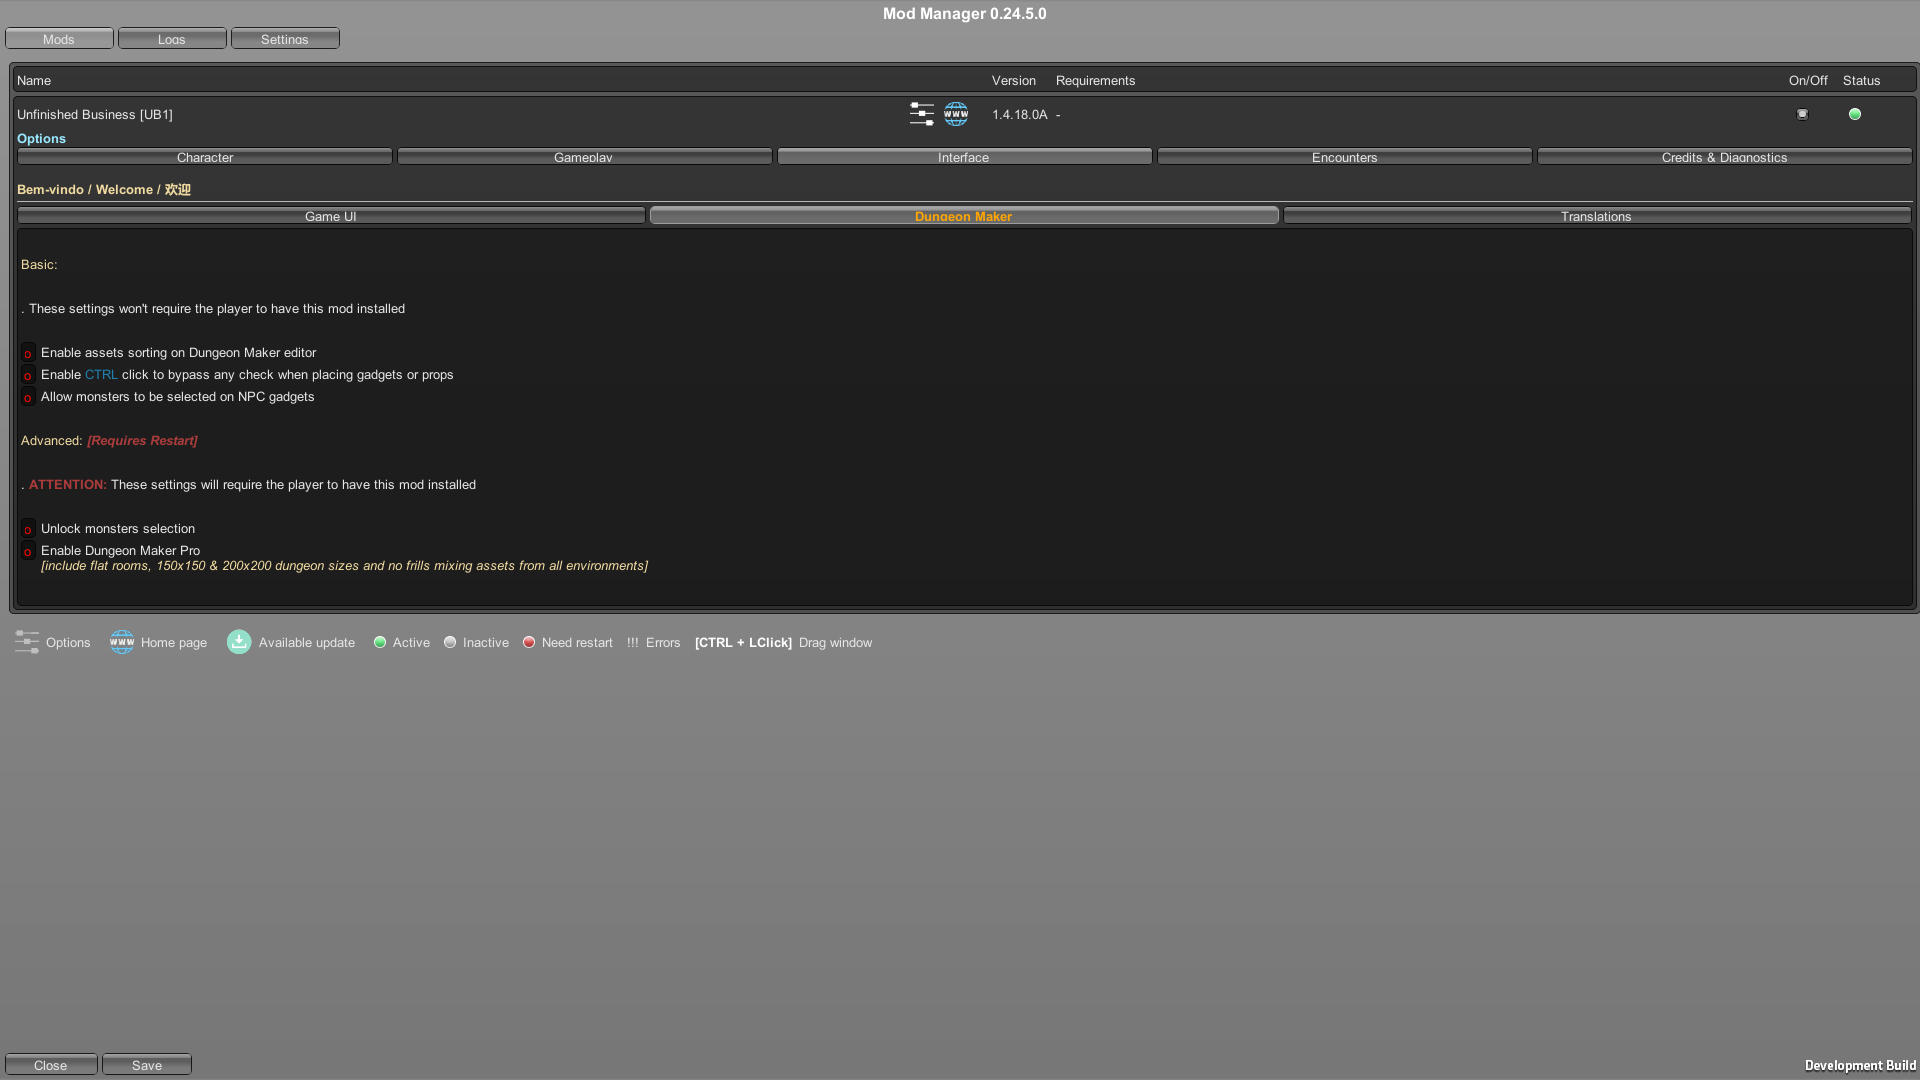 Mod Manager 0.24.5.0
Mods Logs Settings
Name Version Requirements On/Off Status
Unfinished Business [UB1] www 1.4.18.0A - 
Options
Character Gameplay Interface Encounters Credits & Diagnostics
Bem-vindo / Welcome / 欢迎
Game UI Dungeon Maker Translations
Basic:
. These settings won't require the player to have this mod installed
o Enable assets sorting on Dungeon Maker editor
o Enable CTRL click to bypass any check when placing gadgets or props
o Allow monsters to be selected on NPC gadgets
Advanced: [Requires Restart]
. ATTENTION: These settings will require the player to have this mod installed
o Unlock monsters selection
o Enable Dungeon Maker Pro
[include flat rooms, 150x150 & 200x200 dungeon sizes and no frills mixing assets from all environments]
Options www Home page Available update Active Inactive Need restart !!! Errors [CTRL + LClick] Drag window
Close Save
Development Build